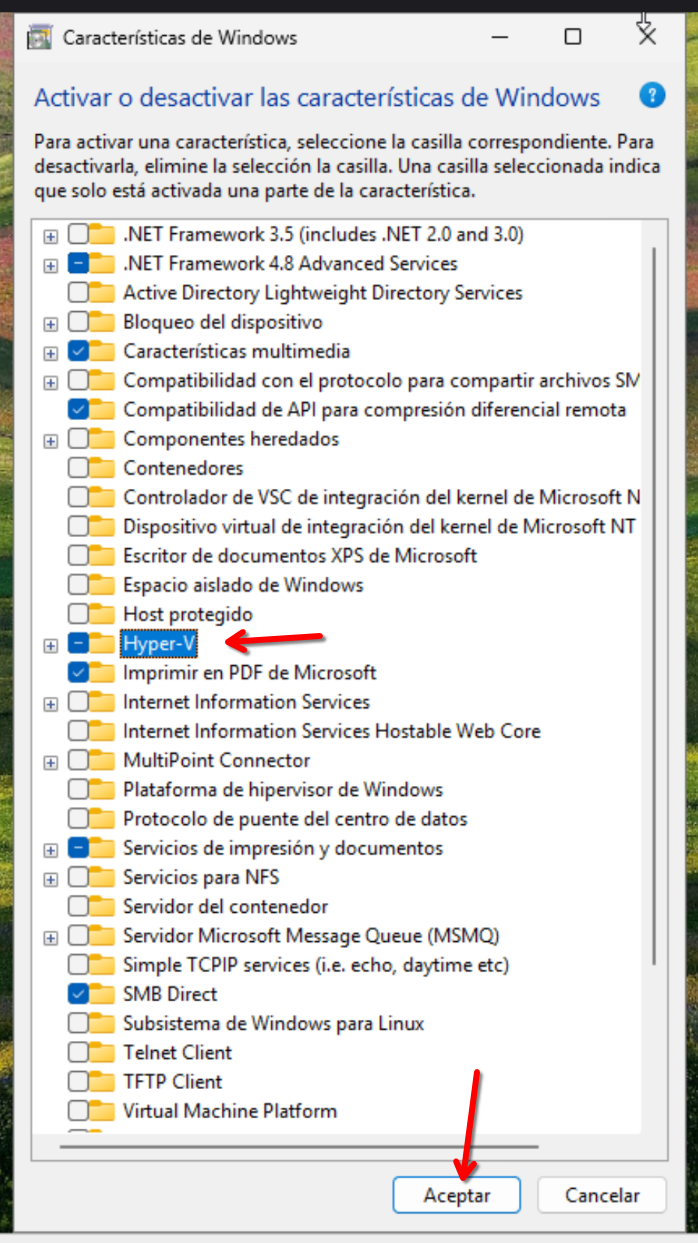 Características de Windows
Activar o desactivar las características de Windows
?
Para activar una característica, seleccione la casilla correspondiente. Para
desactivarla, elimine la selección la casilla. Una casilla seleccionada indica
que solo está activada una parte de la característica.
.NET Framework 3.5 (includes .NET 2.0 and 3.0)
.NET Framework 4.8 Advanced Services
Active Directory Lightweight Directory Services
Bloqueo del dispositivo
Características multimedia
Compatibilidad con el protocolo para compartir archivos SM
Compatibilidad de API para compresión diferencial remota
Componentes heredados
Contenedores
Controlador de VSC de integración del kernel de Microsoft N
Dispositivo virtual de integración del kernel de Microsoft NT
Escritor de documentos XPS de Microsoft
Espacio aislado de Windows
Host protegido
Hyper-V
Imprimir en PDF de Microsoft
Internet Information Services
Internet Information Services Hostable Web Core
MultiPoint Connector
Plataforma de hipervisor de Windows
Protocolo de puente del centro de datos
Servicios de impresión y documentos
Servicios para NFS
Servidor del contenedor
Servidor Microsoft Message Queue (MSMQ)
Simple TCPIP services (i.e. echo, daytime etc)
SMB Direct
Subsistema de Windows para Linux
Telnet Client
TFTP Client
Virtual Machine Platform
Aceptar
Cancelar